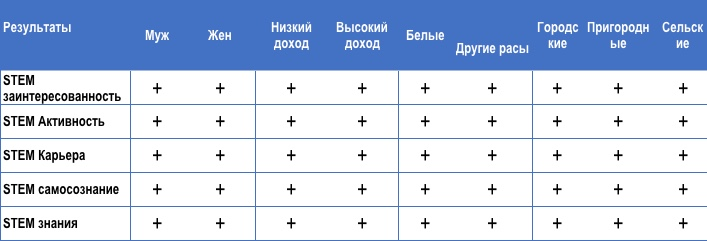 Результаты Муж Жен Низкий доход Высокий доход Белые Другие расы Городс кие Пригородн ые Сельск ие
STEM
заинтересованность + + + + + + + + +
STEM Активность + + + + + + + + +
STEM Карьера + + + + + + + + +
STEM самосознание + + + + + + + + +
STEM знания + + + + + + + + +